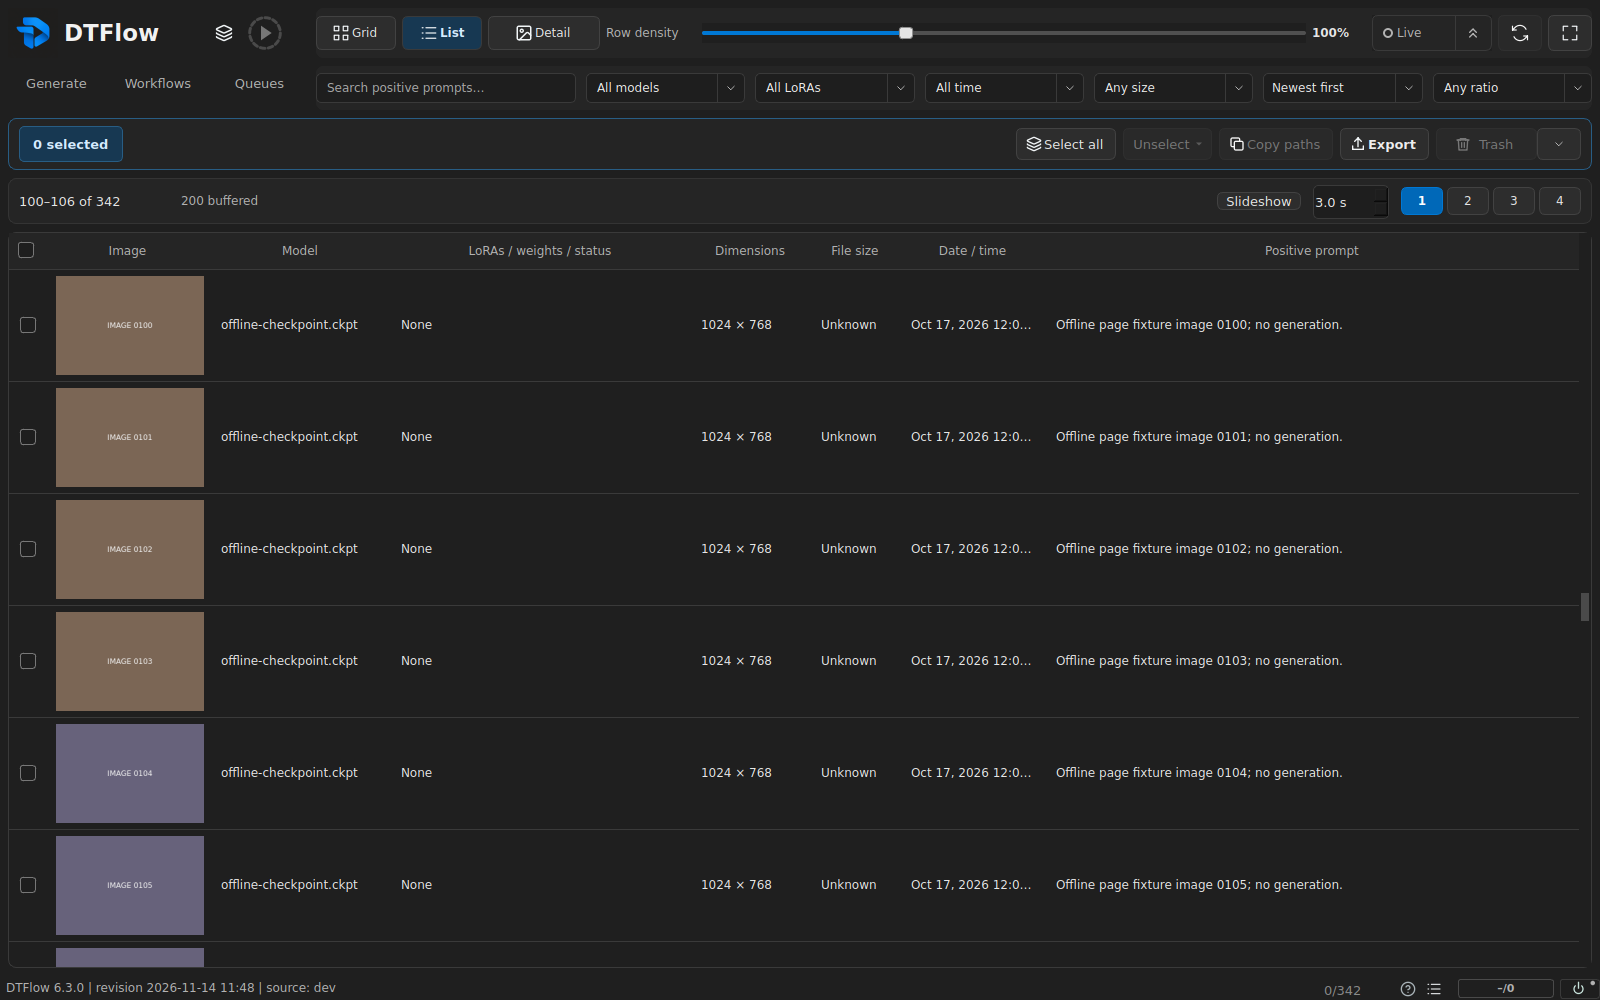 DTFlow
Grid List Detail Row density 100% Live
Generate Workflows Queues
Search positive prompts... All models All LoRAs All time Any size Newest first Any ratio
0 selected Select all Unselect Copy paths Export Trash
100–106 of 342 200 buffered Slideshow 3.0 s 1 2 3 4
Image Model LoRAs / weights / status Dimensions File size Date / time Positive prompt
IMAGE 0100 offline-checkpoint.ckpt None 1024 × 768 Unknown Oct 17, 2026 12:0... Offline page fixture image 0100; no generation.
IMAGE 0101 offline-checkpoint.ckpt None 1024 × 768 Unknown Oct 17, 2026 12:0... Offline page fixture image 0101; no generation.
IMAGE 0102 offline-checkpoint.ckpt None 1024 × 768 Unknown Oct 17, 2026 12:0... Offline page fixture image 0102; no generation.
IMAGE 0103 offline-checkpoint.ckpt None 1024 × 768 Unknown Oct 17, 2026 12:0... Offline page fixture image 0103; no generation.
IMAGE 0104 offline-checkpoint.ckpt None 1024 × 768 Unknown Oct 17, 2026 12:0... Offline page fixture image 0104; no generation.
IMAGE 0105 offline-checkpoint.ckpt None 1024 × 768 Unknown Oct 17, 2026 12:0... Offline page fixture image 0105; no generation.
DTFlow 6.3.0 | revision 2026-11-14 11:48 | source: dev 0/342 –/0